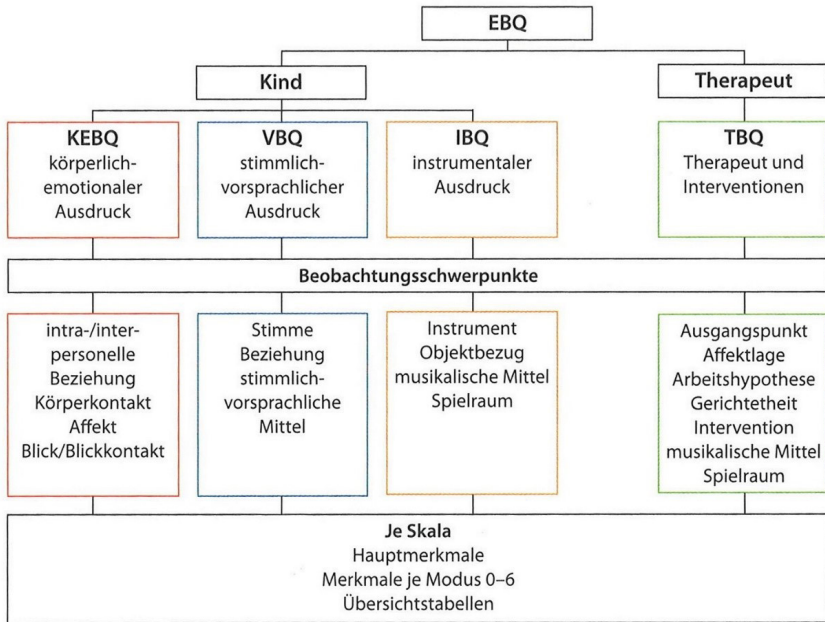 EBQ
Kind
Therapeut
KEBQ
körperlich-
emotionaler
Ausdruck
VBQ
stimmlich-
vorsprachlicher
Ausdruck
IBQ
instrumentaler
Ausdruck
TBQ
Therapeut und
Interventionen
Beobachtungsschwerpunkte
intra-/inter-
personelle
Beziehung
Körperkontakt
Affekt
Blick/Blickkontakt
Stimme
Beziehung
stimmlich-
vorsprachliche
Mittel
Instrument
Objektbezug
musikalische Mittel
Spielraum
Ausgangspunkt
Affektlage
Arbeitshypothese
Gerichtetheit
Intervention
musikalische Mittel
Spielraum
Je Skala
Hauptmerkmale
Merkmale je Modus 0–6
Übersichtstabellen